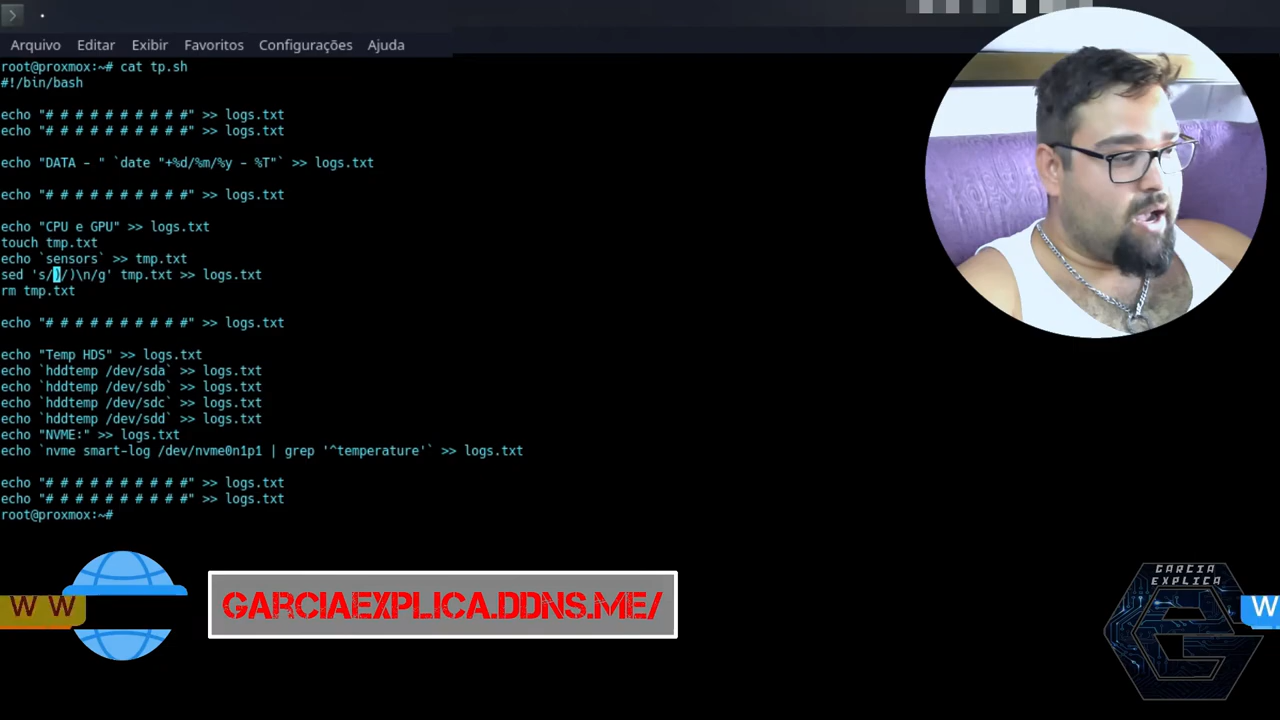 Arquivo Editar Exibir Favoritos Configurações Ajuda
root@proxmox:~# cat tp.sh
#!/bin/bash
echo "# # # # # # # # # #" >> logs.txt
echo "# # # # # # # # # #" >> logs.txt
echo "DATA - " `date "+%d/%m/%y - %T"` >> logs.txt
echo "# # # # # # # # # #" >> logs.txt
echo "CPU e GPU" >> logs.txt
touch tmp.txt
echo `sensors` >> tmp.txt
sed 's/)/)\n/g' tmp.txt >> logs.txt
rm tmp.txt
echo "# # # # # # # # # #" >> logs.txt
echo "Temp HDS" >> logs.txt
echo `hddtemp /dev/sda` >> logs.txt
echo `hddtemp /dev/sdb` >> logs.txt
echo `hddtemp /dev/sdc` >> logs.txt
echo `hddtemp /dev/sdd` >> logs.txt
echo "NVME:" >> logs.txt
echo `nvme smart-log /dev/nvme0n1p1 | grep '^temperature'` >> logs.txt
echo "# # # # # # # # # #" >> logs.txt
echo "# # # # # # # # # #" >> logs.txt
root@proxmox:~#
W W
GARCIAEXPLICA.DDNS.ME/
GARCIA
EXPLICA
W